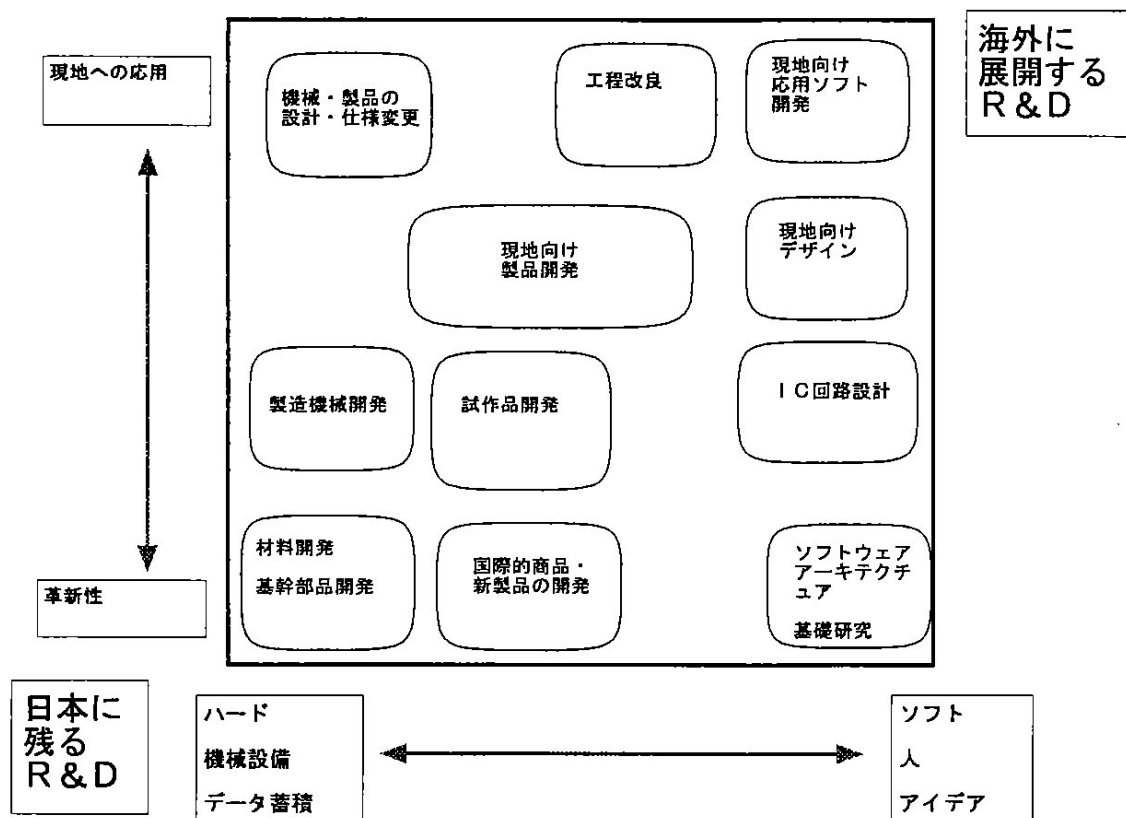 海外に
展開する
Ｒ＆Ｄ
現地への応用
機械・製品の
設計・仕様変更
工程改良
現地向け
応用ソフト
開発
現地向け
製品開発
現地向け
デザイン
製造機械開発
試作品開発
ＩＣ回路設計
材料開発
基幹部品開発
国際的商品・
新製品の開発
ソフトウェア
アーキテクチ
ュア
基礎研究
革新性
日本に
残る
Ｒ＆Ｄ
ハード
機械設備
データ蓄積
ソフト
人
アイデア